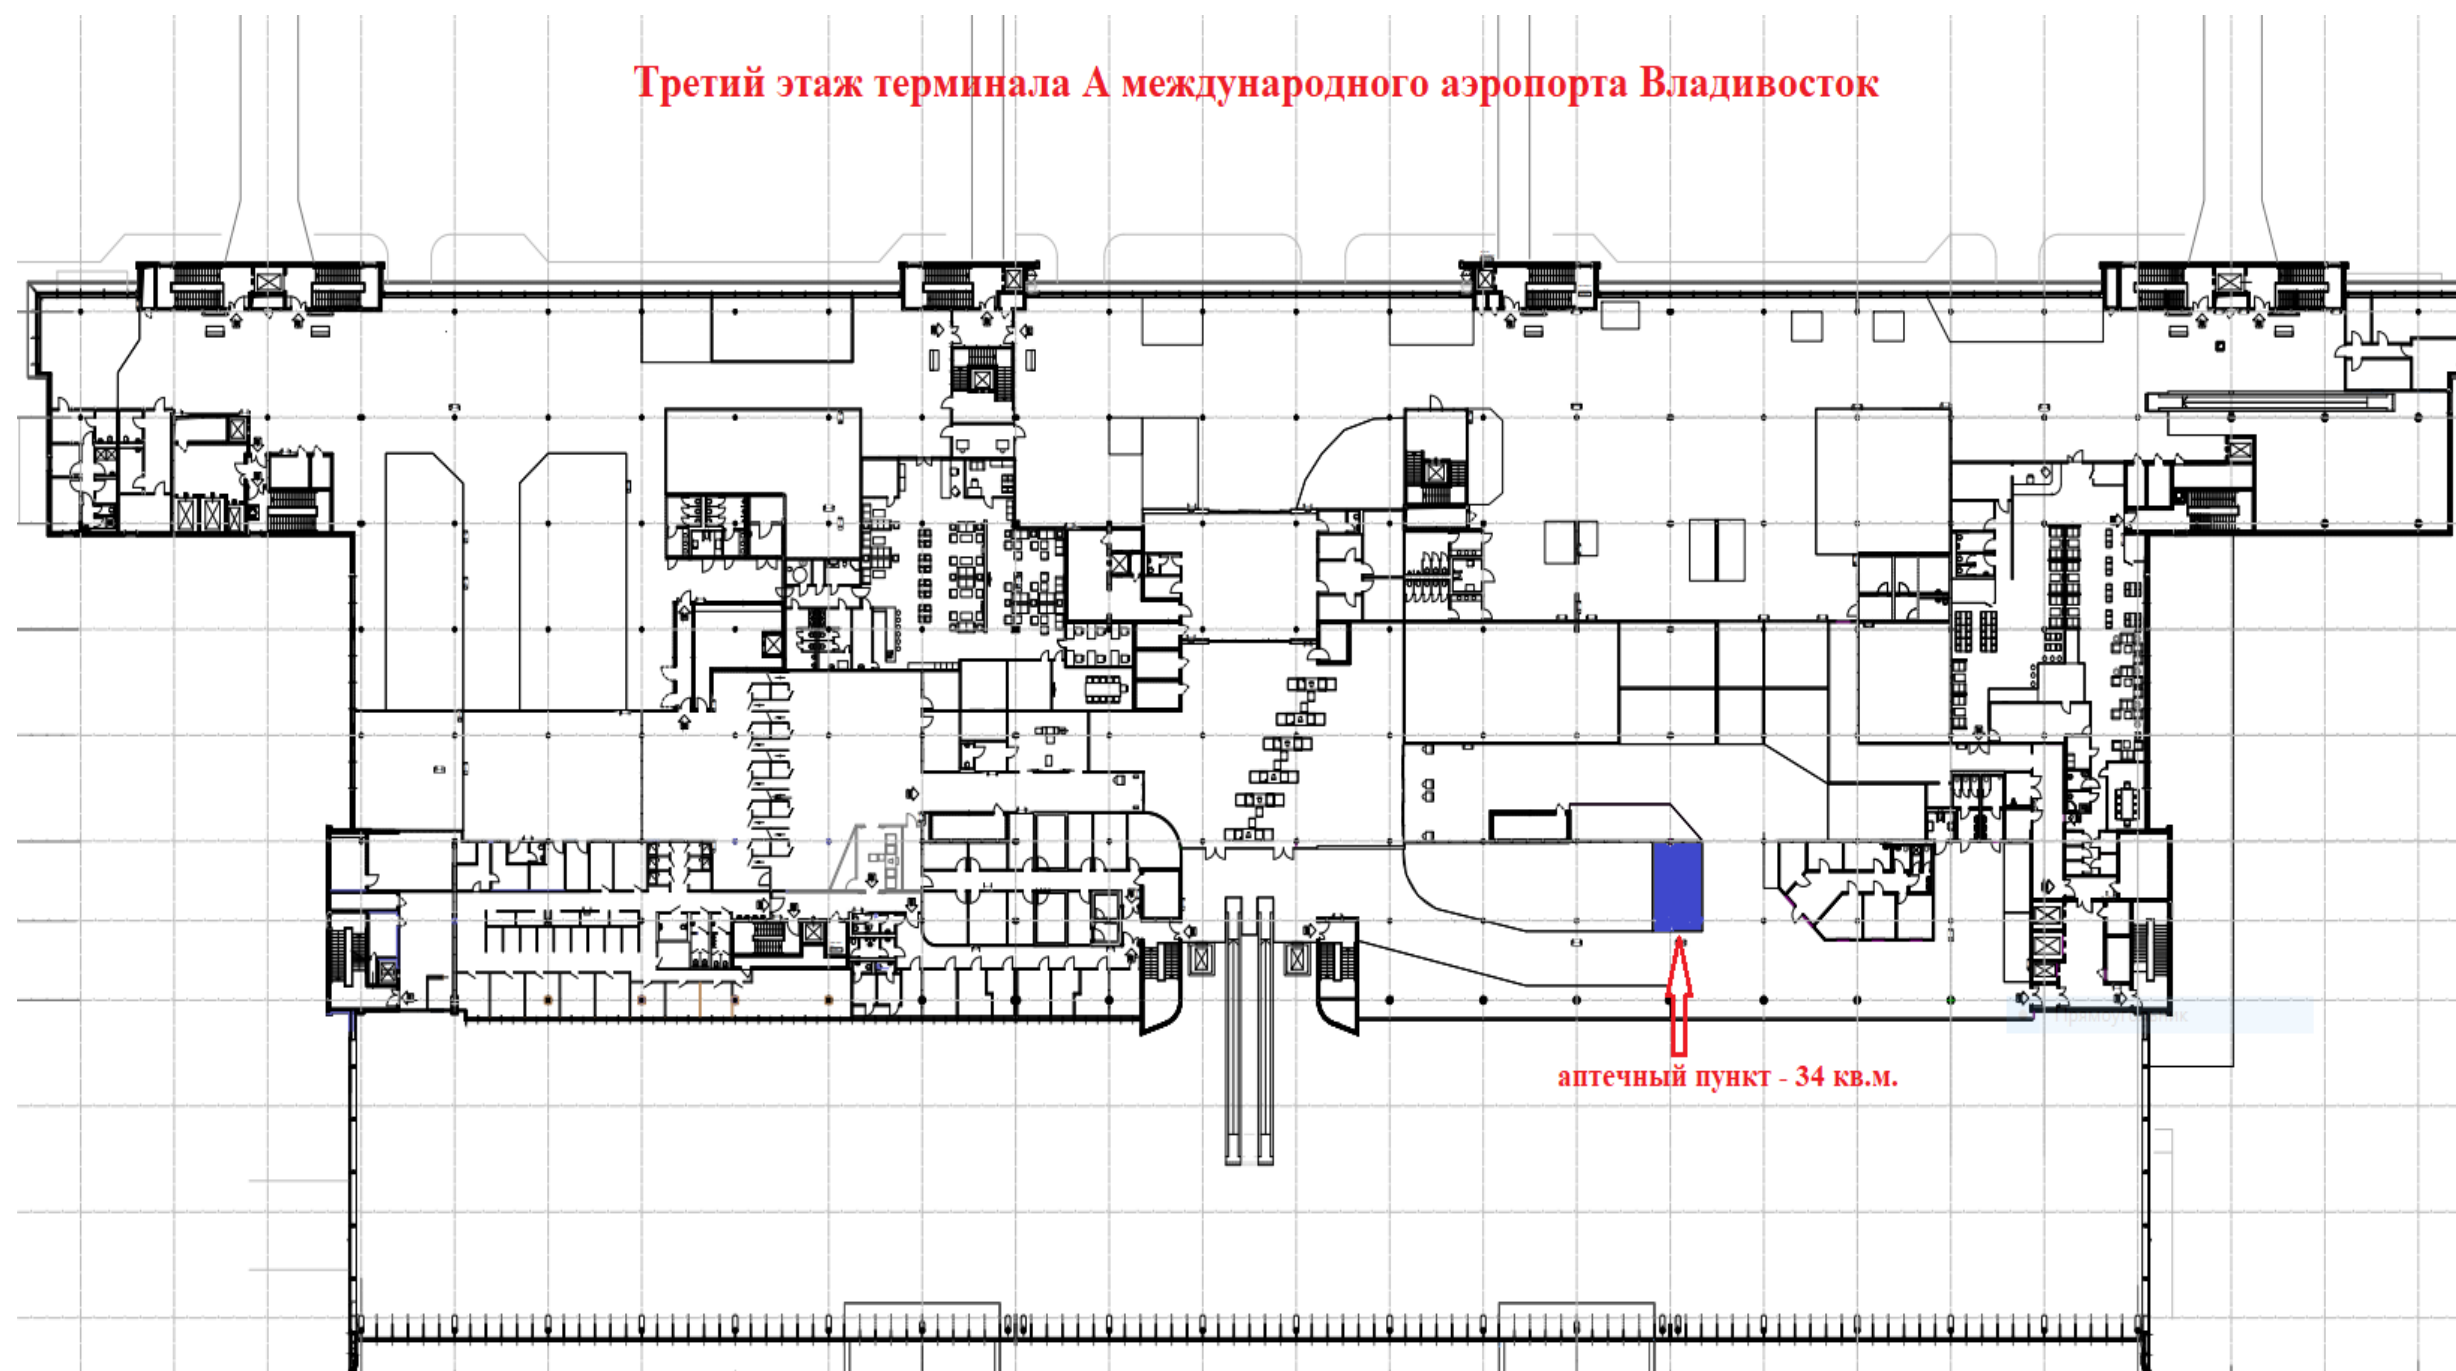 Третий этаж терминала А международного аэропорта Владивосток
аптечный пункт - 34 кв.м.